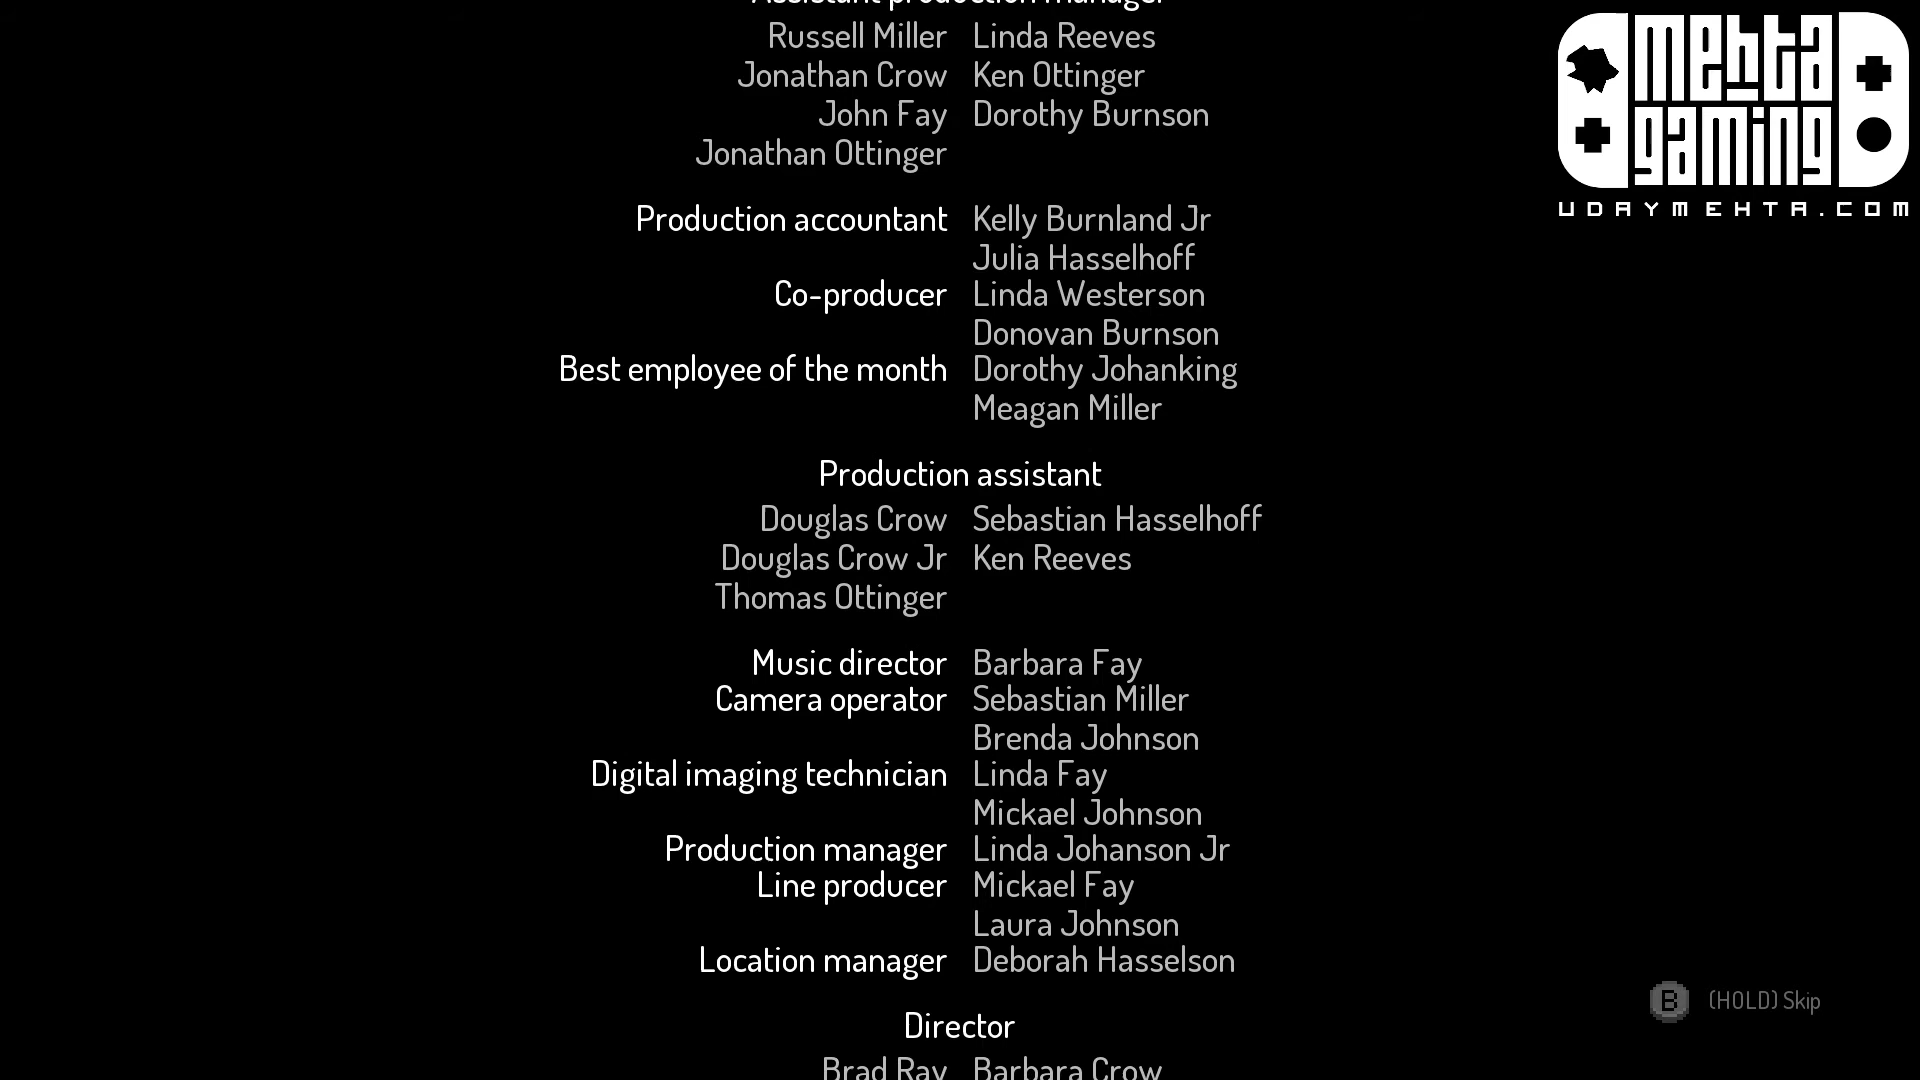 Assistant production manager
Russell Miller Linda Reeves
Jonathan Crow Ken Ottinger
John Fay Dorothy Burnson
Jonathan Ottinger
Production accountant Kelly Burnland Jr
Julia Hasselhoff
Co-producer Linda Westerson
Donovan Burnson
Best employee of the month Dorothy Johanking
Meagan Miller
Production assistant
Douglas Crow Sebastian Hasselhoff
Douglas Crow Jr Ken Reeves
Thomas Ottinger
Music director Barbara Fay
Camera operator Sebastian Miller
Brenda Johnson
Digital imaging technician Linda Fay
Mickael Johnson
Production manager Linda Johanson Jr
Line producer Mickael Fay
Laura Johnson
Location manager Deborah Hasselson
Director
Brad Ray Barbara Crow
mehta
gaming
UDAYMEHTA.COM
B (HOLD) Skip